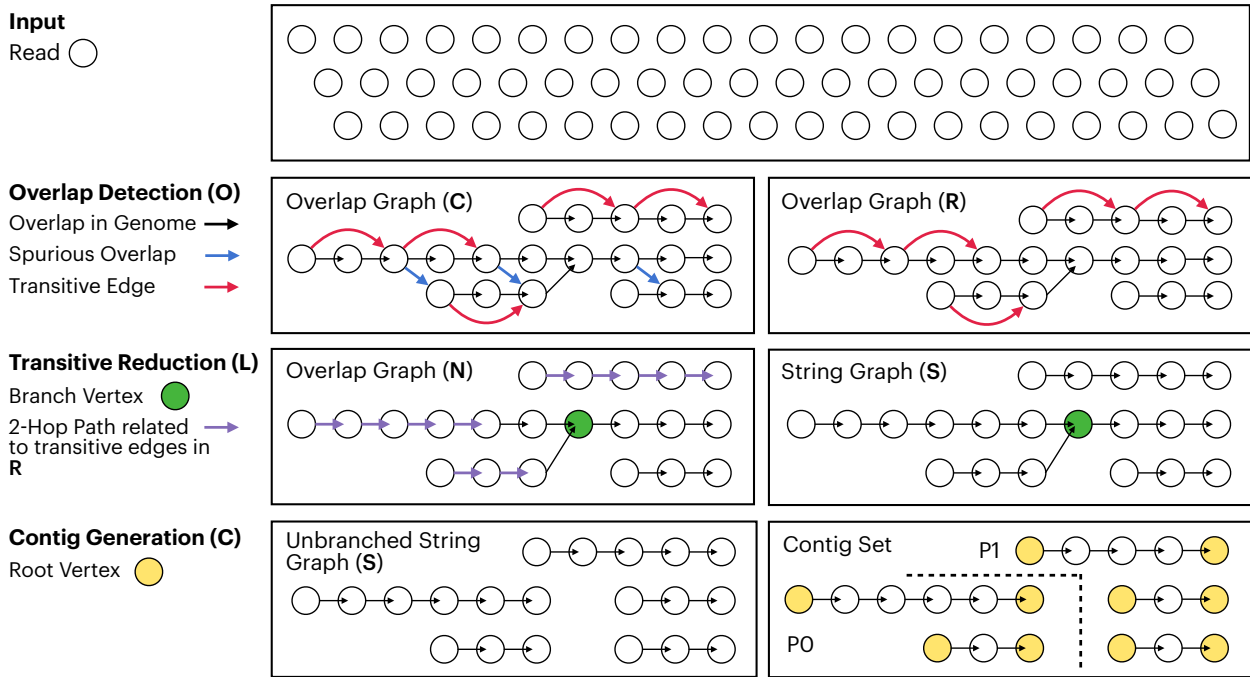 Input
Read
Overlap Detection (O)
Overlap in Genome
Spurious Overlap
Transitive Edge
Overlap Graph (C)
Overlap Graph (R)
Transitive Reduction (L)
Branch Vertex
2-Hop Path related
to transitive edges in
R
Overlap Graph (N)
String Graph (S)
Contig Generation (C)
Root Vertex
Unbranched String
Graph (S)
Contig Set
P1
P0